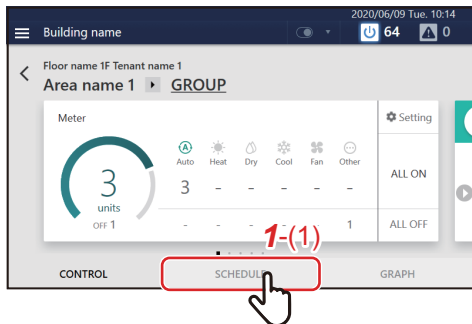 2020/06/09 Tue. 10:14
Building name
64
0
Floor name 1F Tenant name 1
Area name 1 GROUP
Meter
Setting
A
Auto Heat Dry Cool Fan Other
3 - - - - -
3
units
OFF 1
- - - 1
ALL ON
ALL OFF
1-(1)
CONTROL SCHEDULE GRAPH